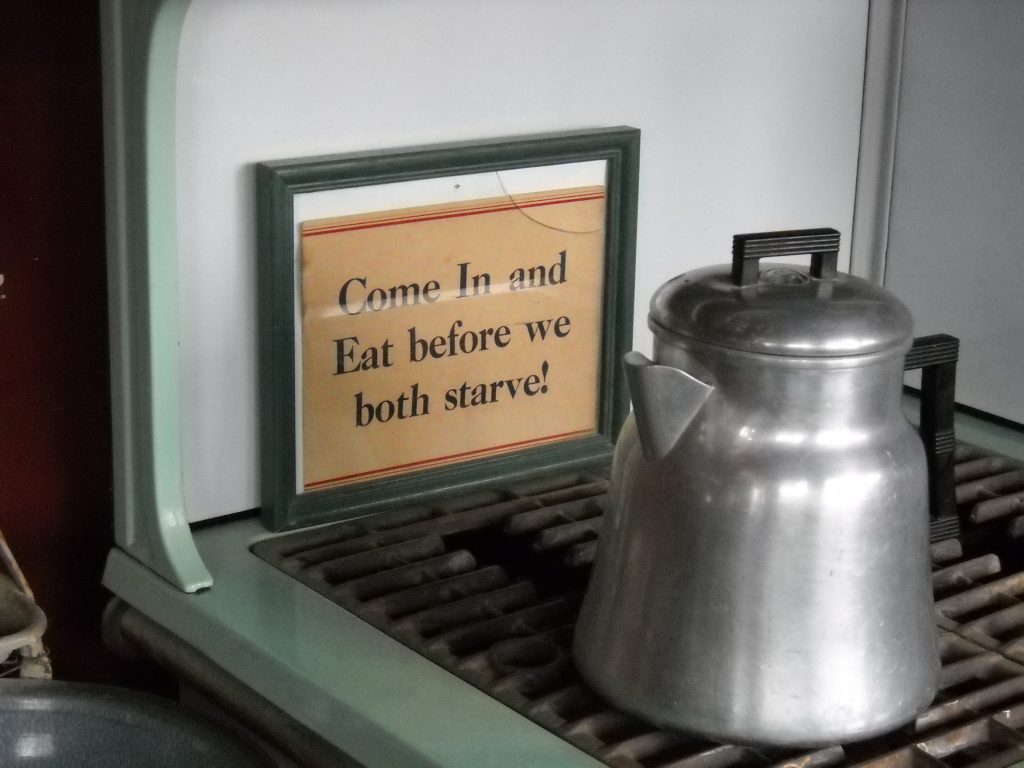 Come In and
Eat before we
both starve!